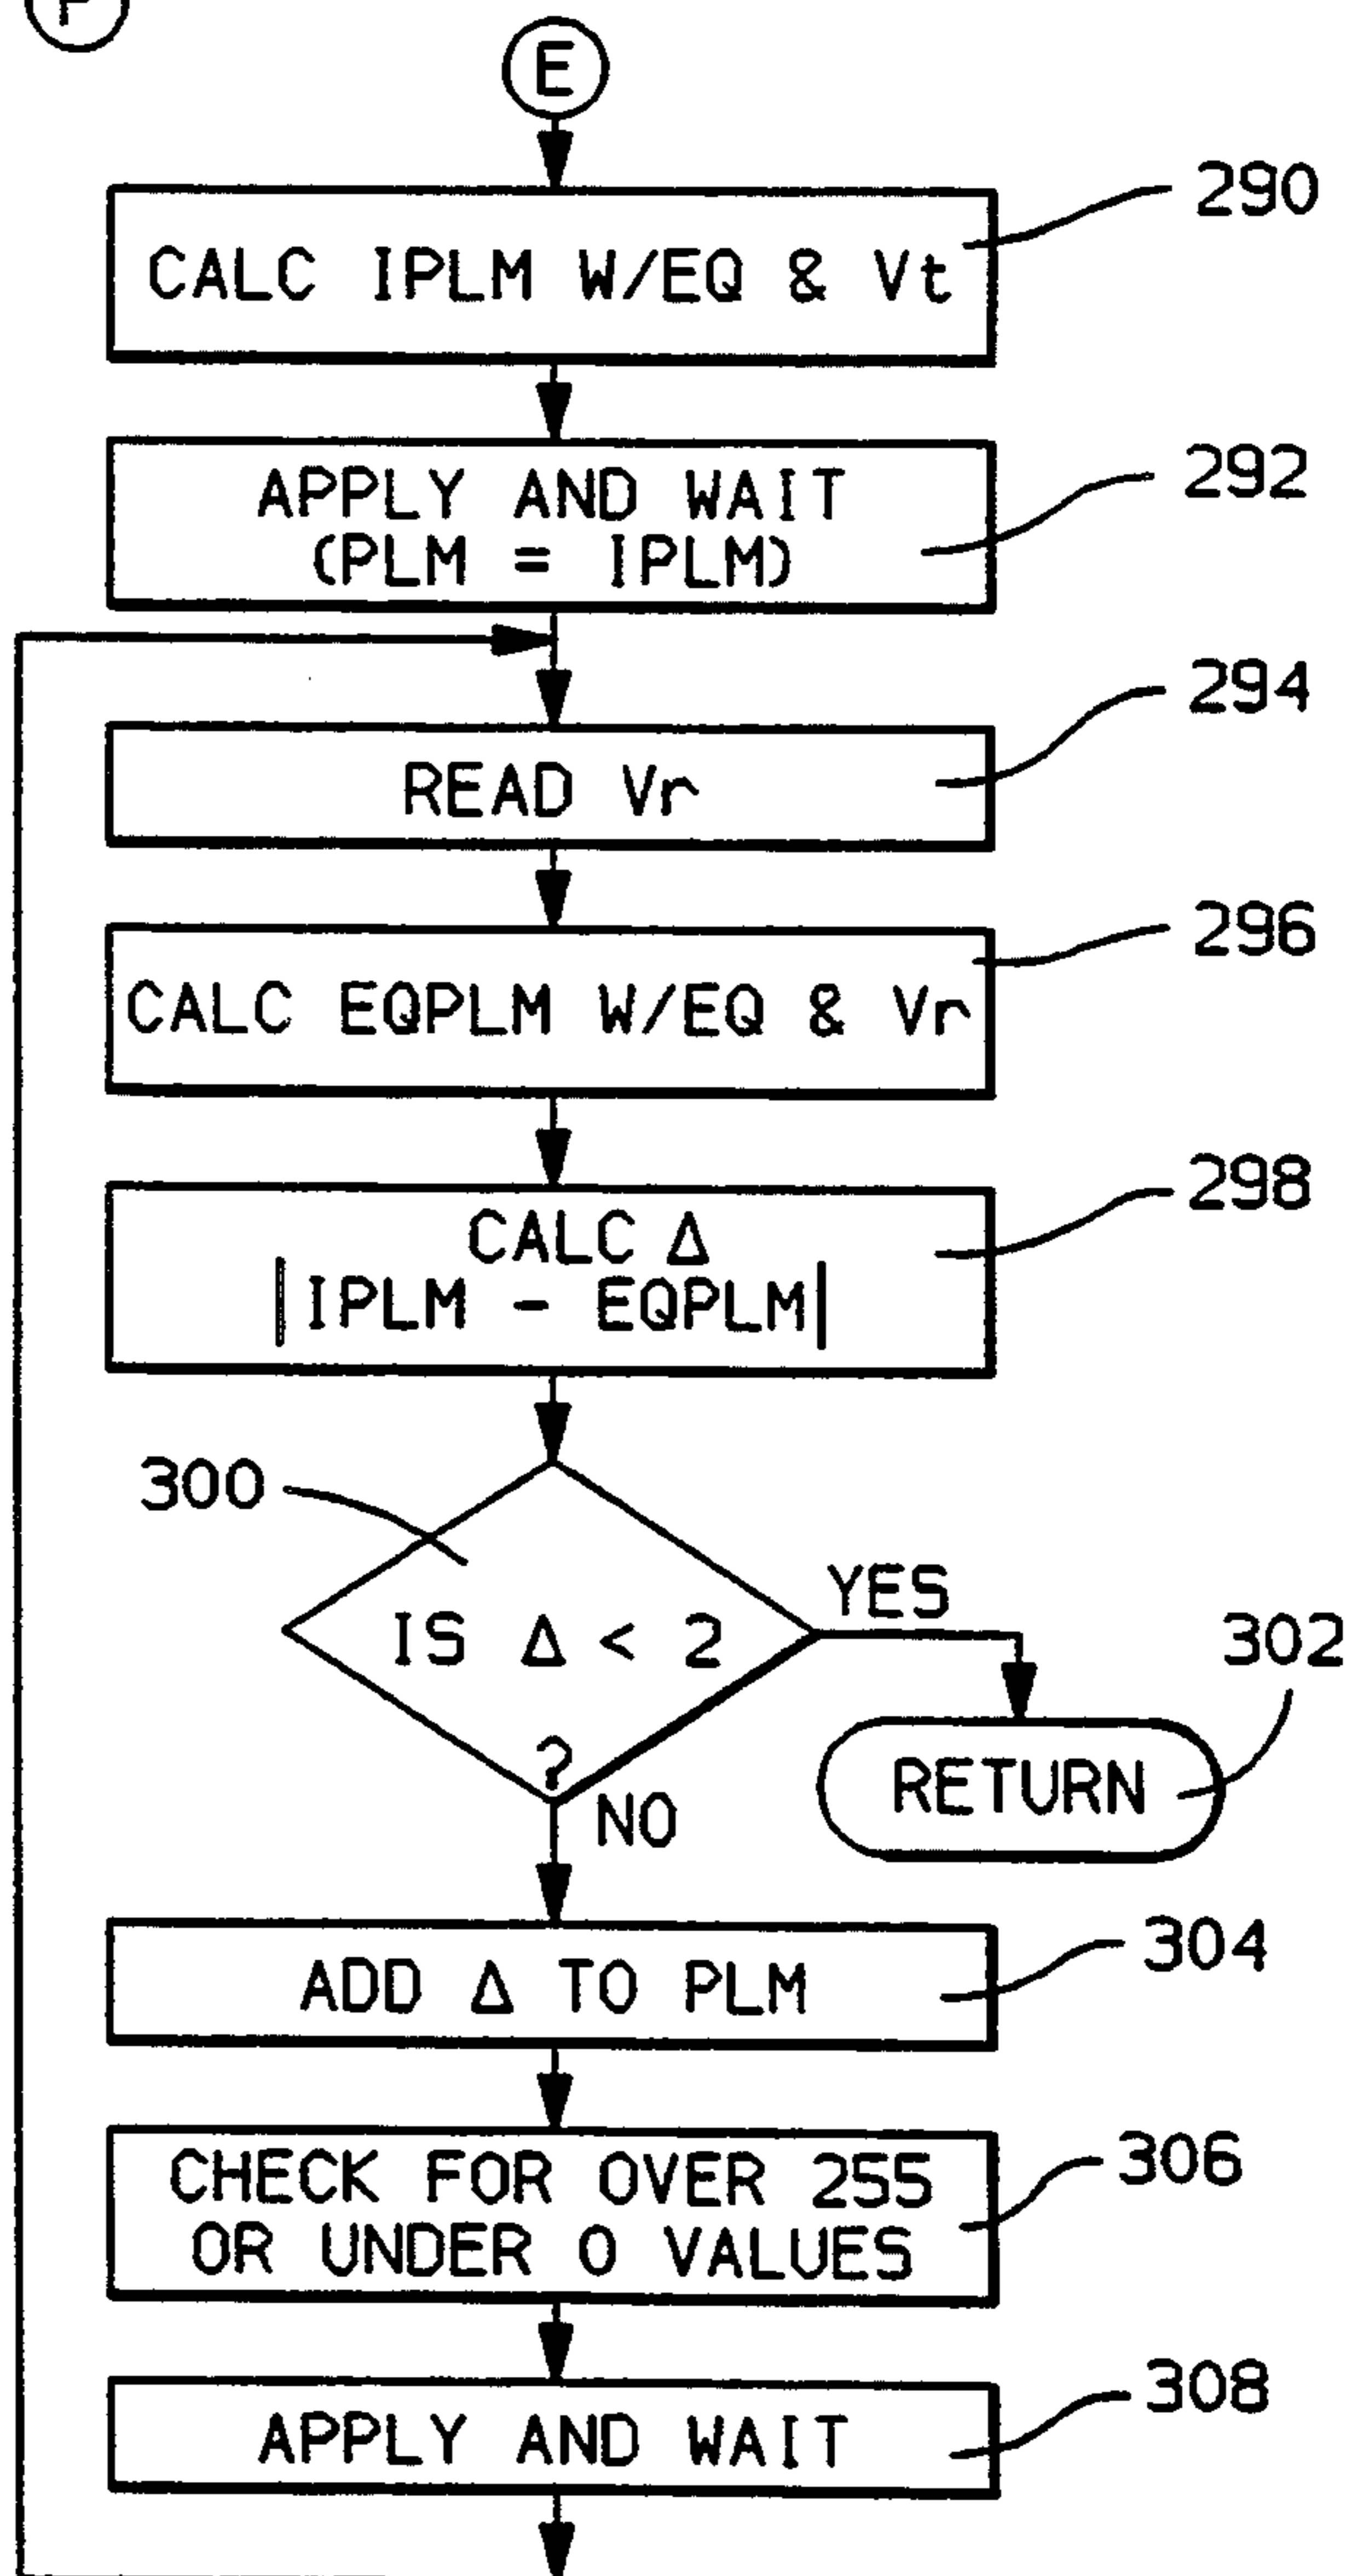 F
E
290
CALC IPLM W/EQ & Vt
292
APPLY AND WAIT
(PLM = IPLM)
294
READ Vr
296
CALC EQPLM W/EQ & Vr
298
CALC Δ
|IPLM - EQPLM|
300
IS Δ < 2
?
YES
302
RETURN
NO
304
ADD Δ TO PLM
306
CHECK FOR OVER 255
OR UNDER 0 VALUES
308
APPLY AND WAIT